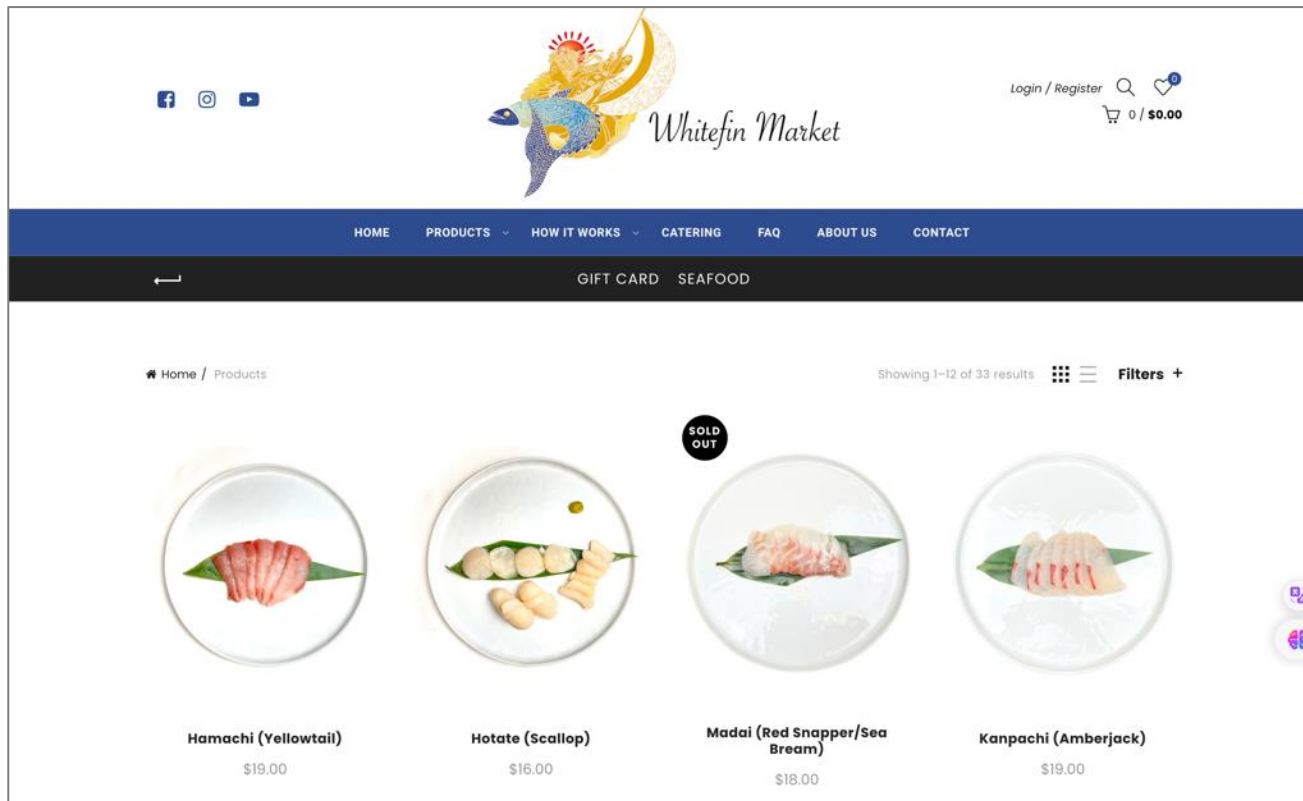 Whitefin Market
Login / Register
0
0 / $0.00
HOME PRODUCTS HOW IT WORKS CATERING FAQ ABOUT US CONTACT
GIFT CARD SEAFOOD
Home / Products
Showing 1–12 of 33 results
Filters +
SOLD
OUT
Hamachi (Yellowtail)
$19.00
Hotate (Scallop)
$16.00
Madai (Red Snapper/Sea
Bream)
$18.00
Kanpachi (Amberjack)
$19.00